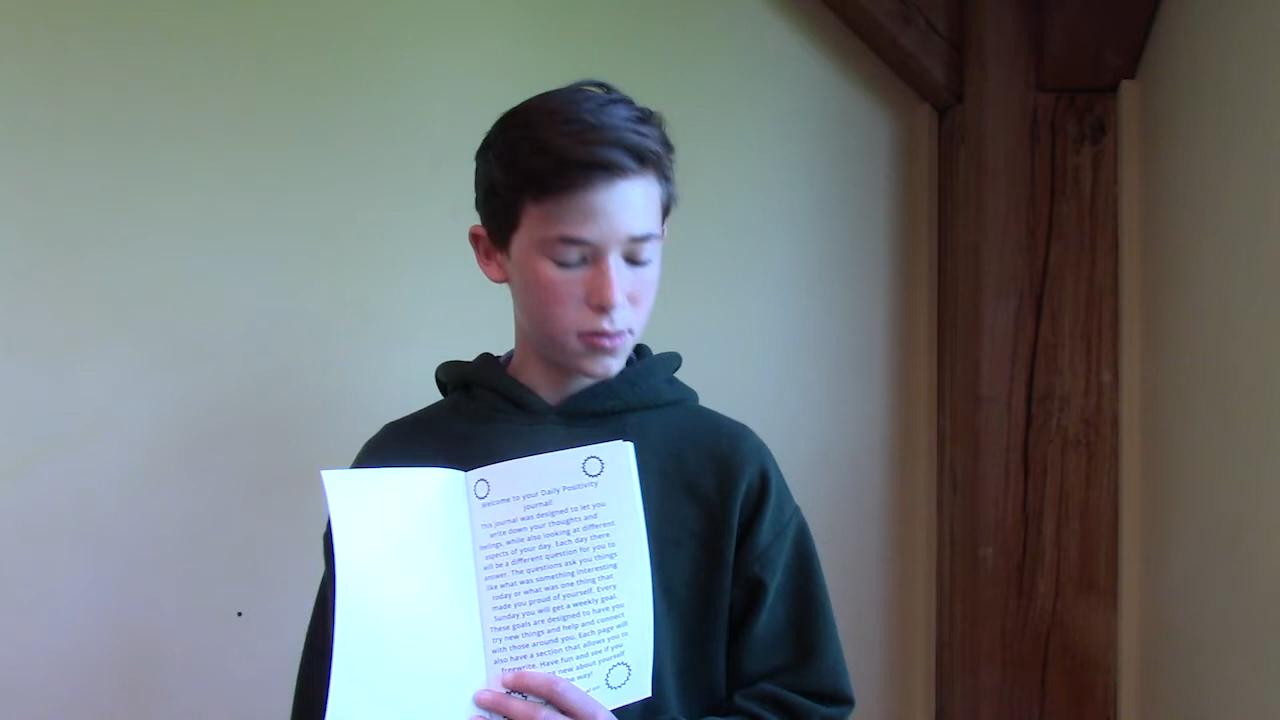 Welcome to your Daily Positivity
Journal!
This journal was designed to let you
write down your thoughts and
feelings, while also looking at different
aspects of your day. Each day there
will be a different question for you to
answer. The questions ask you things
like what was something interesting
today or what was one thing that
made you proud of yourself. Every
Sunday you will get a weekly goal.
These goals are designed to have you
try new things and help and connect
with those around you. Each page will
also have a section that allows you to
freewrite. Have fun and see if you
new about yourself
way!